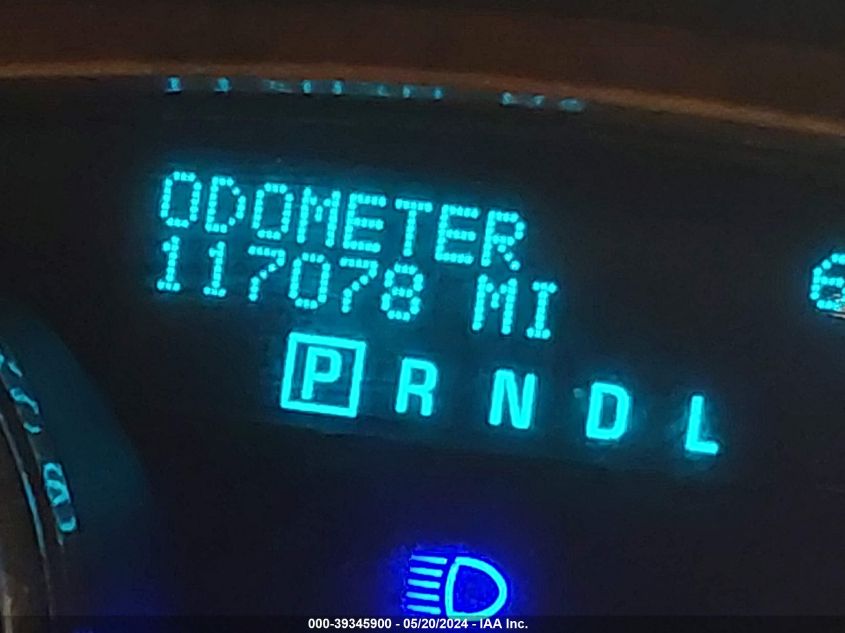 ODOMETER
117078 MI
P R N D L
000-39345900 - 05/20/2024 - IAA Inc.